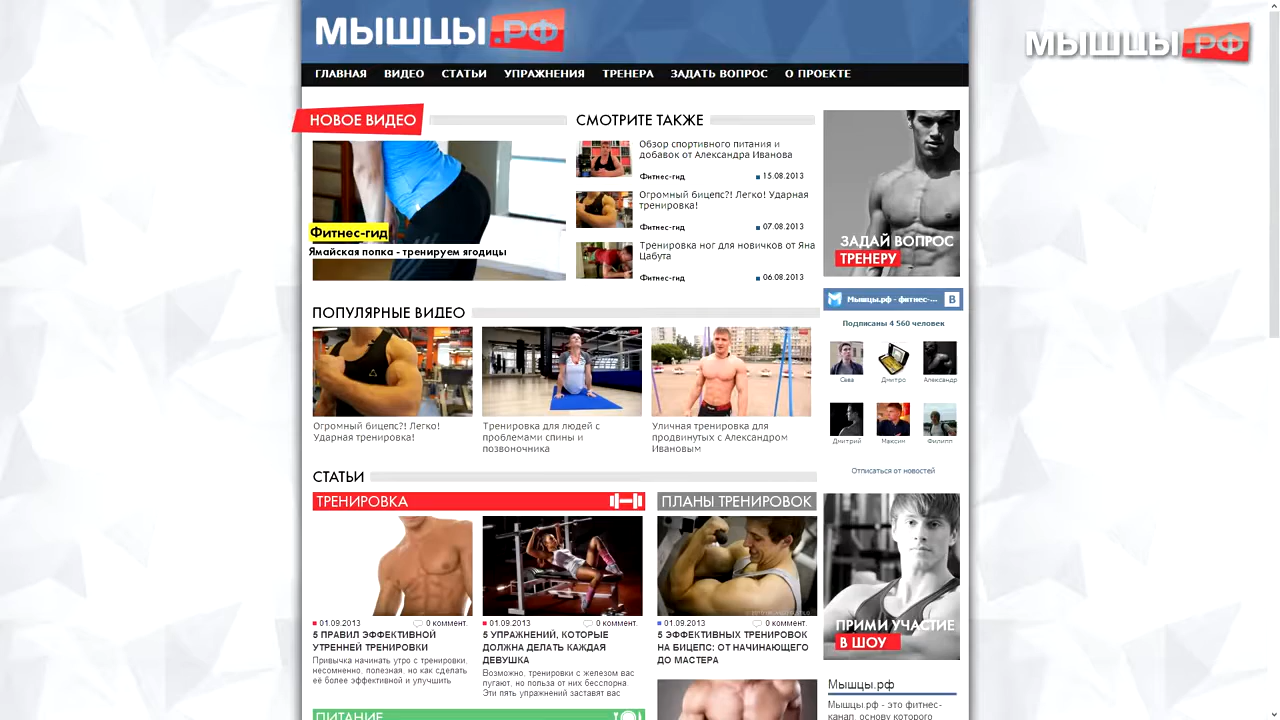 МЫШЦЫ.РФ
МЫШЦЫ.РФ
ГЛАВНАЯ ВИДЕО СТАТЬИ УПРАЖНЕНИЯ ТРЕНЕРА ЗАДАТЬ ВОПРОС О ПРОЕКТЕ
НОВОЕ ВИДЕО
Фитнес-гид
Ямайская попка - тренируем ягодицы
СМОТРИТЕ ТАКЖЕ
Обзор спортивного питания и
добавок от Александра Иванова
Фитнес-гид 15.08.2013
Огромный бицепс?! Легко! Ударная
тренировка!
Фитнес-гид 07.08.2013
Тренировка ног для новичков от Яна
Цабута
Фитнес-гид 06.08.2013
ЗАДАЙ ВОПРОС
ТРЕНЕРУ
ПОПУЛЯРНЫЕ ВИДЕО
Огромный бицепс?! Легко!
Ударная тренировка!
Тренировка для людей с
проблемами спины и
позвоночника
Уличная тренировка для
продвинутых с Александром
Ивановым
Мышцы.рф - фитнес-... В
Подписаны 4 560 человек
Сева Дмитро Александр
Дмитрий Максим Филипп
Отписаться от новостей
СТАТЬИ
ТРЕНИРОВКА
01.09.2013 0 коммент.
5 ПРАВИЛ ЭФФЕКТИВНОЙ
УТРЕННЕЙ ТРЕНИРОВКИ
Привычка начинать утро с тренировки,
несомненно, полезная, но как сделать
её более эффективной и улучшить
01.09.2013 0 коммент.
5 УПРАЖНЕНИЙ, КОТОРЫЕ
ДОЛЖНА ДЕЛАТЬ КАЖДАЯ
ДЕВУШКА
Возможно, тренировки с железом вас
пугают, но польза от них бесспорна.
Эти пять упражнений заставят вас
ПЛАНЫ ТРЕНИРОВОК
01.09.2013 0 коммент.
5 ЭФФЕКТИВНЫХ ТРЕНИРОВОК
НА БИЦЕПС: ОТ НАЧИНАЮЩЕГО
ДО МАСТЕРА
ПИТАНИЕ
ПРИМИ УЧАСТИЕ
В ШОУ
Мышцы.рф
Мышцы.рф - это фитнес-
канал, основу которого